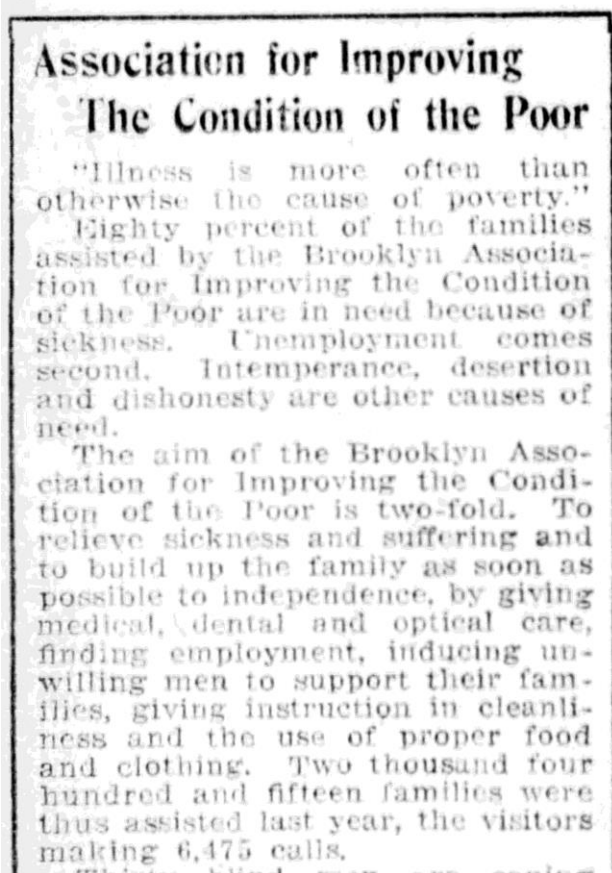 Association for Improving
The Condition of the Poor
"Illness is more often than
otherwise the cause of poverty."
Eighty percent of the families
assisted by the Brooklyn Associa-
tion for Improving the Condition
of the Poor are in need because of
sickness. Unemployment comes
second. Intemperance, desertion
and dishonesty are other causes of
need.
The aim of the Brooklyn Asso-
ciation for Improving the Condi-
tion of the Poor is two-fold. To
relieve sickness and suffering and
to build up the family as soon as
possible to independence, by giving
medical, dental and optical care,
finding employment, inducing un-
willing men to support their fam-
ilies, giving instruction in cleanli-
ness and the use of proper food
and clothing. Two thousand four
hundred and fifteen families were
thus assisted last year, the visitors
making 6,475 calls.